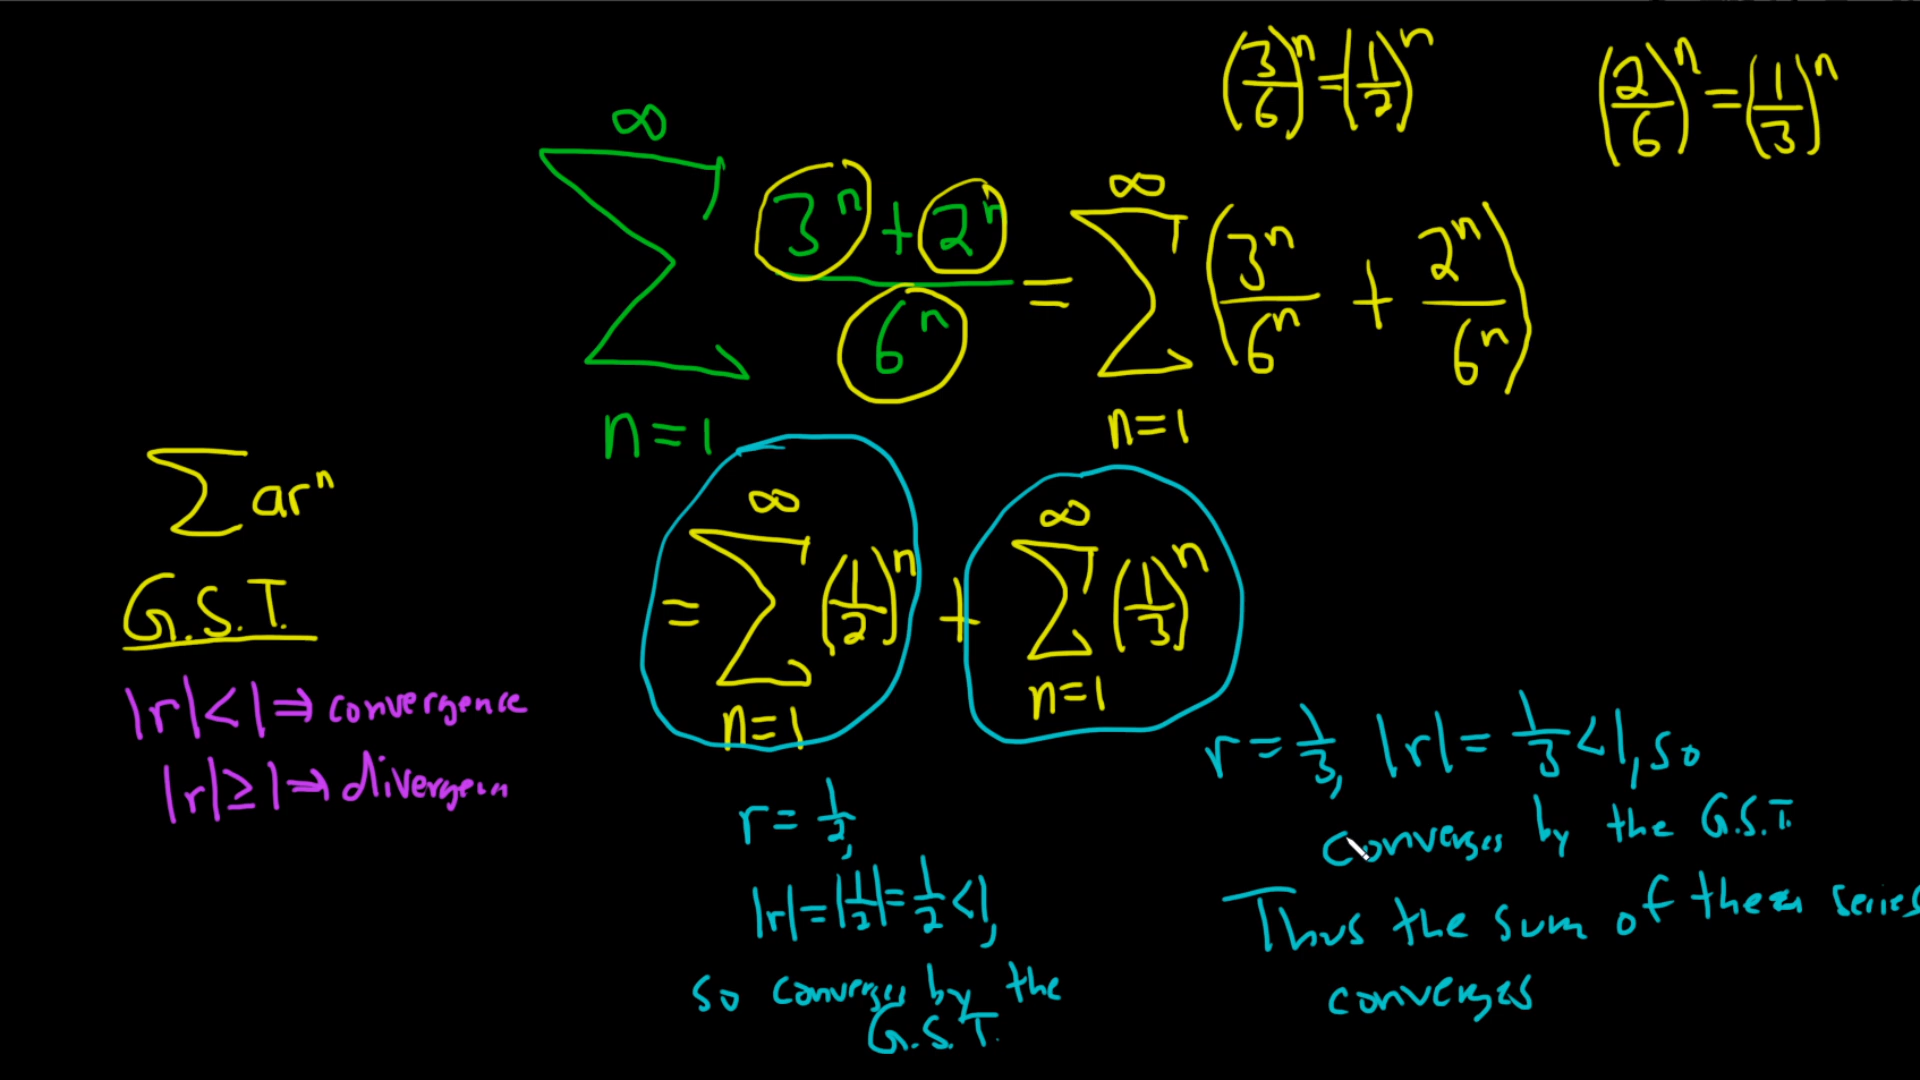 (3/6)^n = (1/2)^n
(2/6)^n = (1/3)^n
∞
∑ (3^n + 2^n)/6^n = ∑ (3^n/6^n + 2^n/6^n)
n=1
∞
n=1
∑ ar^n
G.S.T.
|r| < 1 ⇒ convergence
|r| ≥ 1 ⇒
∞
= ∑ (1/2)^n + ∑ (1/3)^n
n=1
∞
n=1
r = 1/2,
|r| = |1/2| = 1/2 < 1,
so converges by the
G.S.T.
r = 1/3, |r| = 1/3 < 1, so
converges by the G.S.T.
Thus the sum of these series
converges